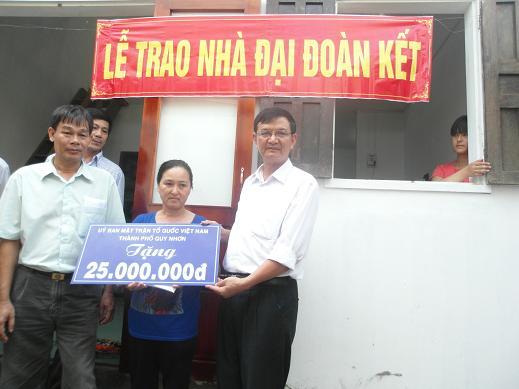 LỄ TRAO NHÀ ĐẠI ĐOÀN KẾT
UỶ BAN MẶT TRẬN TỔ QUỐC VIỆT NAM
THÀNH PHỐ QUY NHƠN
Tặng
25.000.000đ